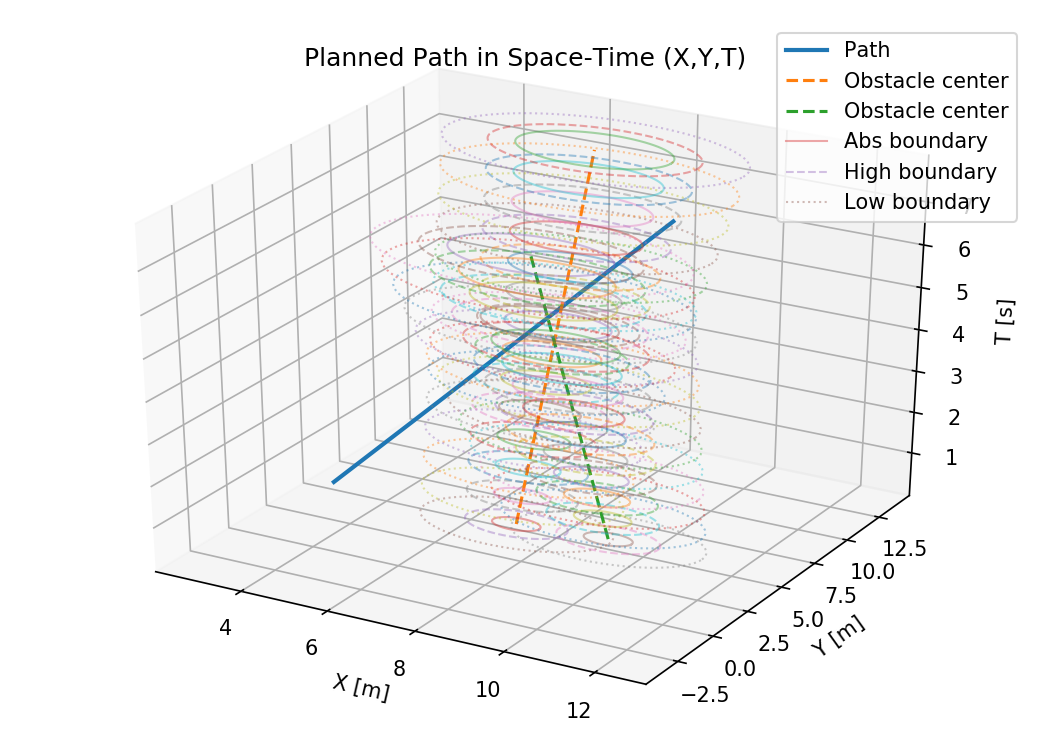 Planned Path in Space-Time (X,Y,T)
Path
Obstacle center
Obstacle center
Abs boundary
High boundary
Low boundary
6
5
4
3
2
1
T [s]
12.5
10.0
7.5
5.0
2.5
0.0
−2.5
Y [m]
4
6
8
10
12
X [m]